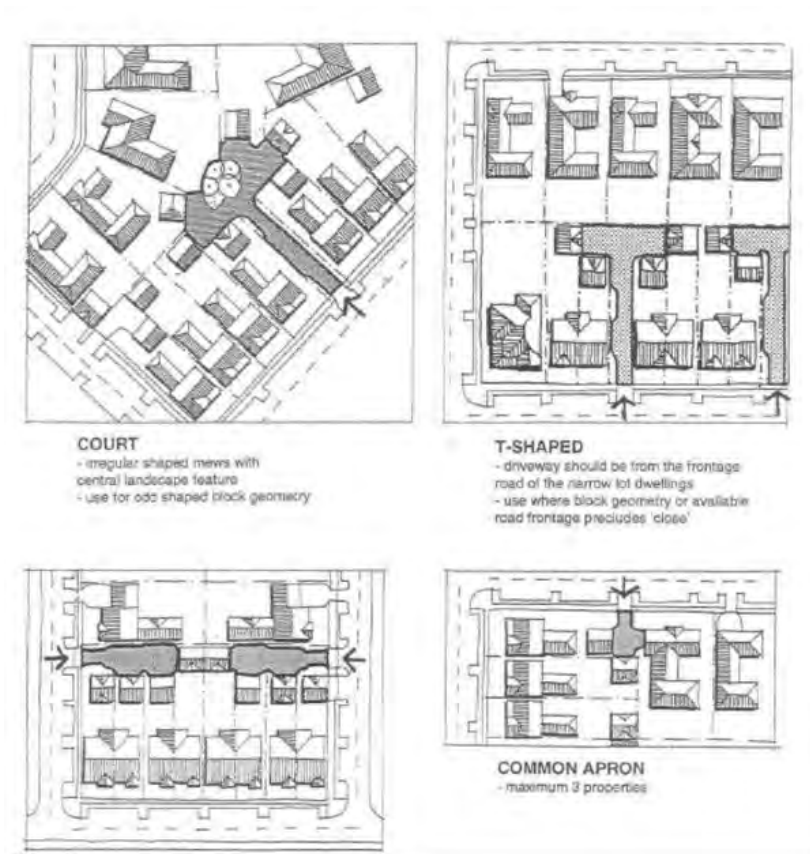 COURT
- irregular shaped mews with
central landscape feature
- use for odd shaped block geometry
T-SHAPED
- driveway should be from the frontage
road of the narrow lot dwellings
- use where block geometry or available
road frontage precludes 'close'
COMMON APRON
- maximum 3 properties